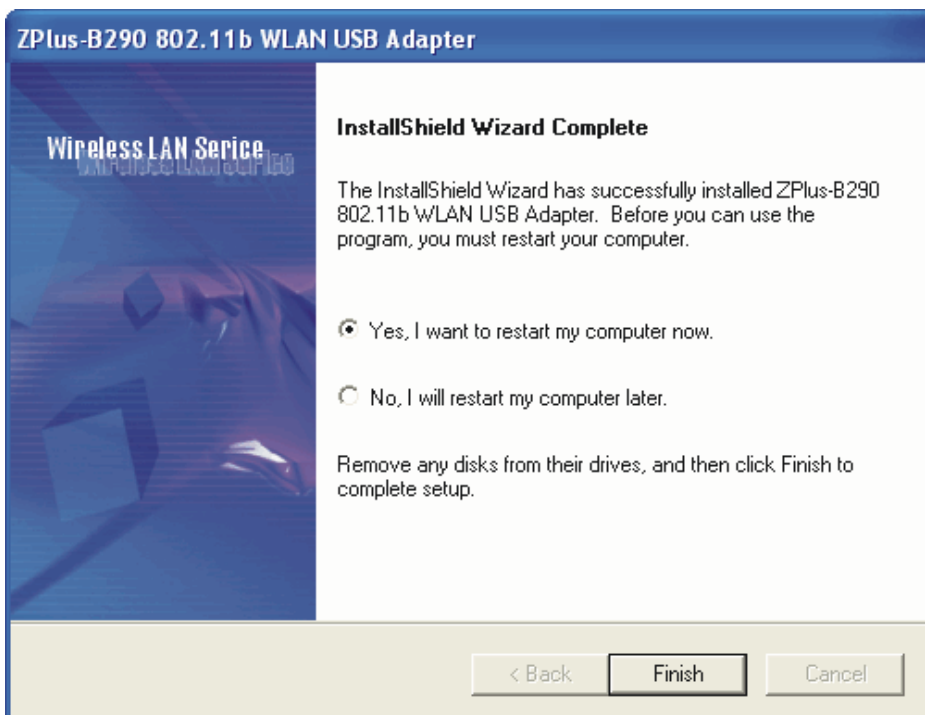 ZPlus-B290 802.11b WLAN USB Adapter
Wireless LAN Serice
InstallShield Wizard Complete
The InstallShield Wizard has successfully installed ZPlus-B290
802.11b WLAN USB Adapter.  Before you can use the
program, you must restart your computer.
Yes, I want to restart my computer now.
No, I will restart my computer later.
Remove any disks from their drives, and then click Finish to
complete setup.
< Back
Finish
Cancel